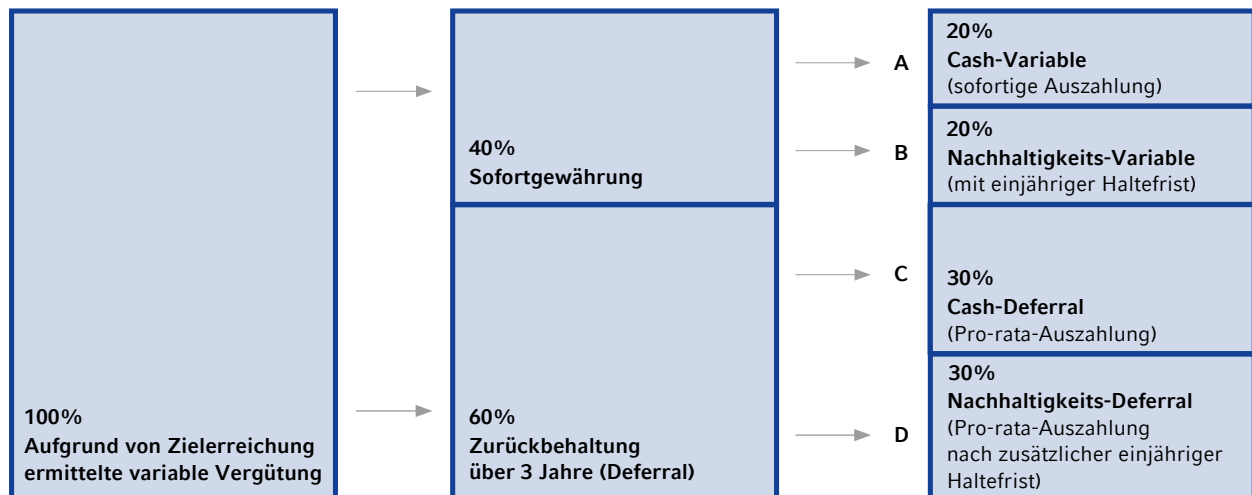 100%
Aufgrund von Zielerreichung
ermittelte variable Vergütung
40%
Sofortgewährung
60%
Zurückbehaltung
über 3 Jahre (Deferral)
A
20%
Cash-Variable
(sofortige Auszahlung)
B
20%
Nachhaltigkeits-Variable
(mit einjähriger Haltefrist)
C
30%
Cash-Deferral
(Pro-rata-Auszahlung)
D
30%
Nachhaltigkeits-Deferral
(Pro-rata-Auszahlung
nach zusätzlicher einjähriger
Haltefrist)